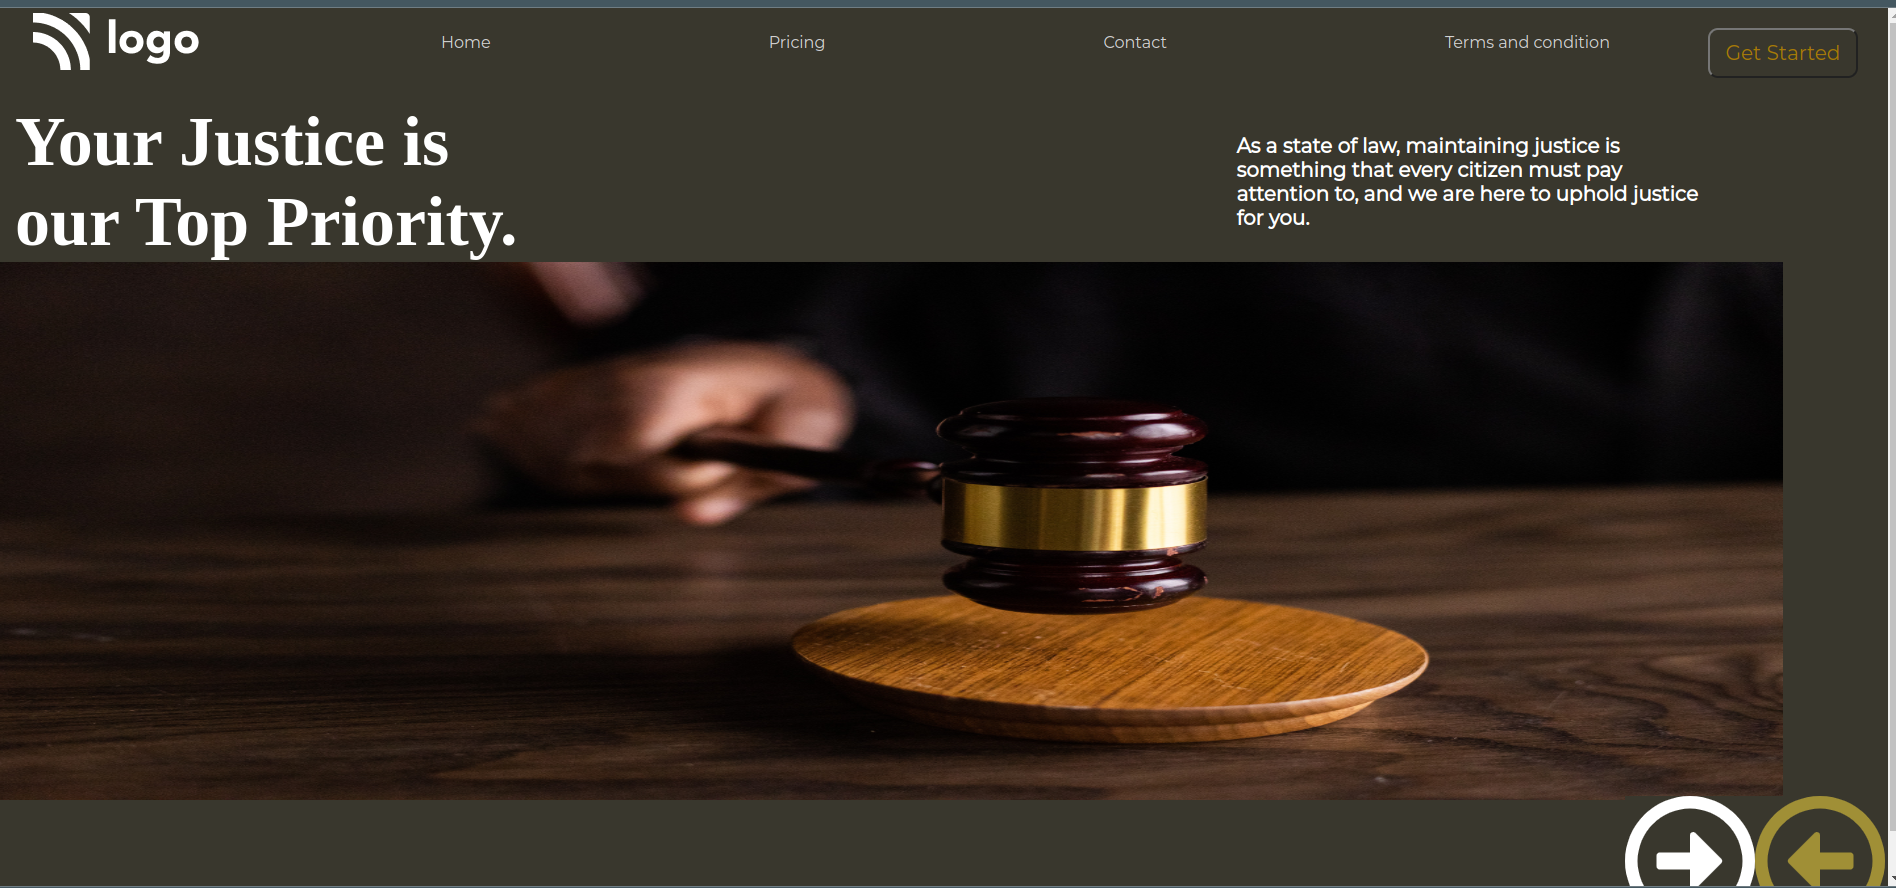 logo
Home
Pricing
Contact
Terms and condition
Get Started
Your Justice is
our Top Priority.
As a state of law, maintaining justice is
something that every citizen must pay
attention to, and we are here to uphold justice
for you.